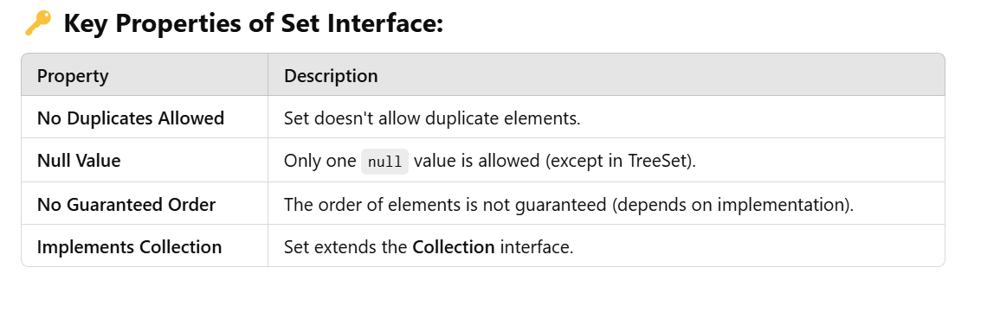 🔑 Key Properties of Set Interface:
Property Description
No Duplicates Allowed Set doesn't allow duplicate elements.
Null Value Only one null value is allowed (except in TreeSet).
No Guaranteed Order The order of elements is not guaranteed (depends on implementation).
Implements Collection Set extends the Collection interface.